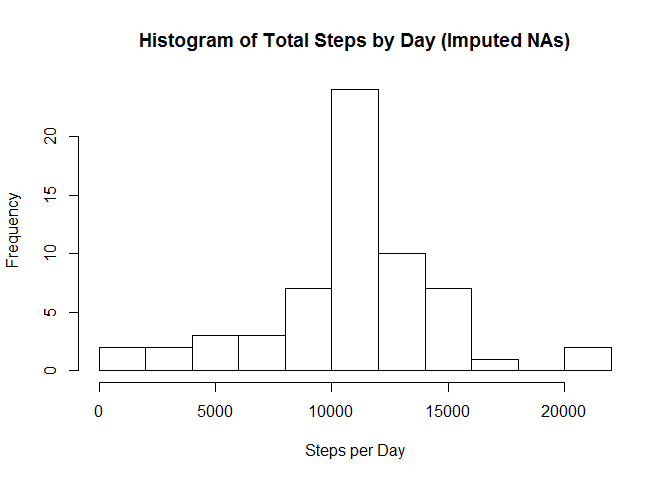 Histogram of Total Steps by Day (Imputed NAs)
Frequency
20
15
10
5
0
0 5000 10000 15000 20000
Steps per Day